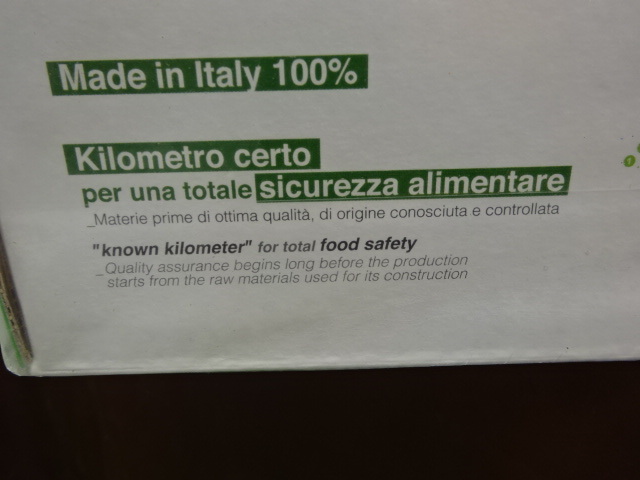 Made in Italy 100%
Kilometro certo
per una totale sicurezza alimentare
_Materie prime di ottima qualità, di origine conosciuta e controllata
"known kilometer" for total food safety
_Quality assurance begins long before the production
starts from the raw materials used for its construction